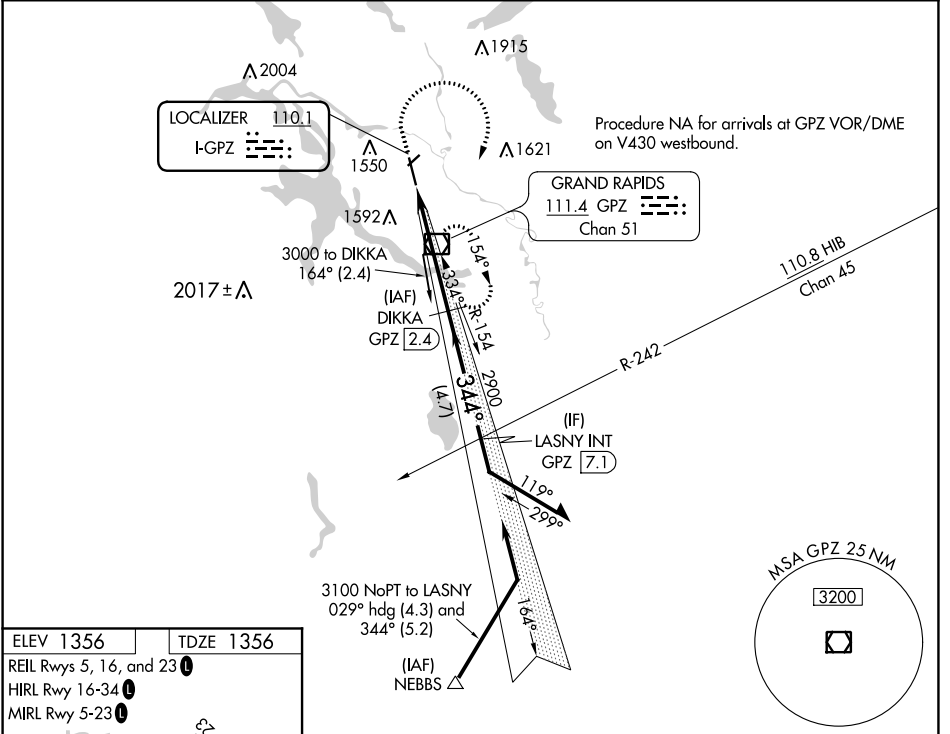 1915
2004
LOCALIZER 110.1
I-GPZ
1550
1621
Procedure NA for arrivals at GPZ VOR/DME
on V430 westbound.
GRAND RAPIDS
111.4 GPZ
Chan 51
1592
3000 to DIKKA
164° (2.4)
154°
334°
R-154
2017 ±
(IAF)
DIKKA
GPZ 2.4
110.8 HIB
Chan 45
R-242
2900
344°
(4.7)
(IF)
LASNY INT
GPZ 7.1
119°
299°
3100 NoPT to LASNY
029° hdg (4.3) and
344° (5.2)
164°
(IAF)
NEBBS
MSA GPZ 25 NM
3200
ELEV 1356 TDZE 1356
REIL Rwys 5, 16, and 23 L
HIRL Rwy 16-34 L
MIRL Rwy 5-23 L
23